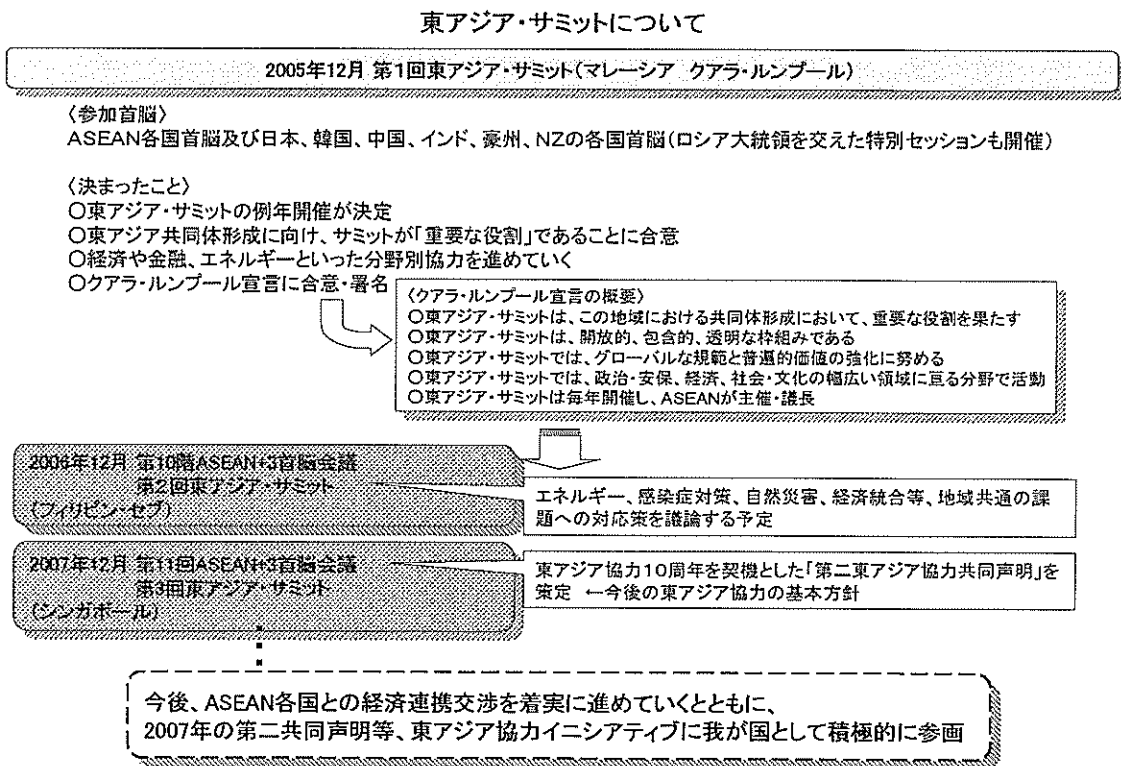 東アジア・サミットについて
2005年12月 第1回東アジア・サミット(マレーシア クアラ・ルンプール)
〈参加首脳〉
ASEAN各国首脳及び日本、韓国、中国、インド、豪州、NZの各国首脳(ロシア大統領を交えた特別セッションも開催)
〈決まったこと〉
○東アジア・サミットの例年開催が決定
○東アジア共同体形成に向け、サミットが「重要な役割」であることに合意
○経済や金融、エネルギーといった分野別協力を進めていく
○クアラ・ルンプール宣言に合意・署名
〈クアラ・ルンプール宣言の概要〉
○東アジア・サミットは、この地域における共同体形成において、重要な役割を果たす
○東アジア・サミットは、開放的、包含的、透明な枠組みである
○東アジア・サミットでは、グローバルな規範と普遍的価値の強化に努める
○東アジア・サミットでは、政治・安保、経済、社会・文化の幅広い領域に亘る分野で活動
○東アジア・サミットは毎年開催し、ASEANが主催・議長
2006年12月 第10階ASEAN+3首脳会議
第2回東アジア・サミット
(フィリピン・セブ)
エネルギー、感染症対策、自然災害、経済統合等、地域共通の課
題への対応策を議論する予定
2007年12月 第11回ASEAN+3首脳会議
第3回東アジア・サミット
(シンガポール)
東アジア協力10周年を契機とした「第二東アジア協力共同声明」を
策定 ←今後の東アジア協力の基本方針
今後、ASEAN各国との経済連携交渉を着実に進めていくとともに、
2007年の第二共同声明等、東アジア協力イニシアティブに我が国として積極的に参画